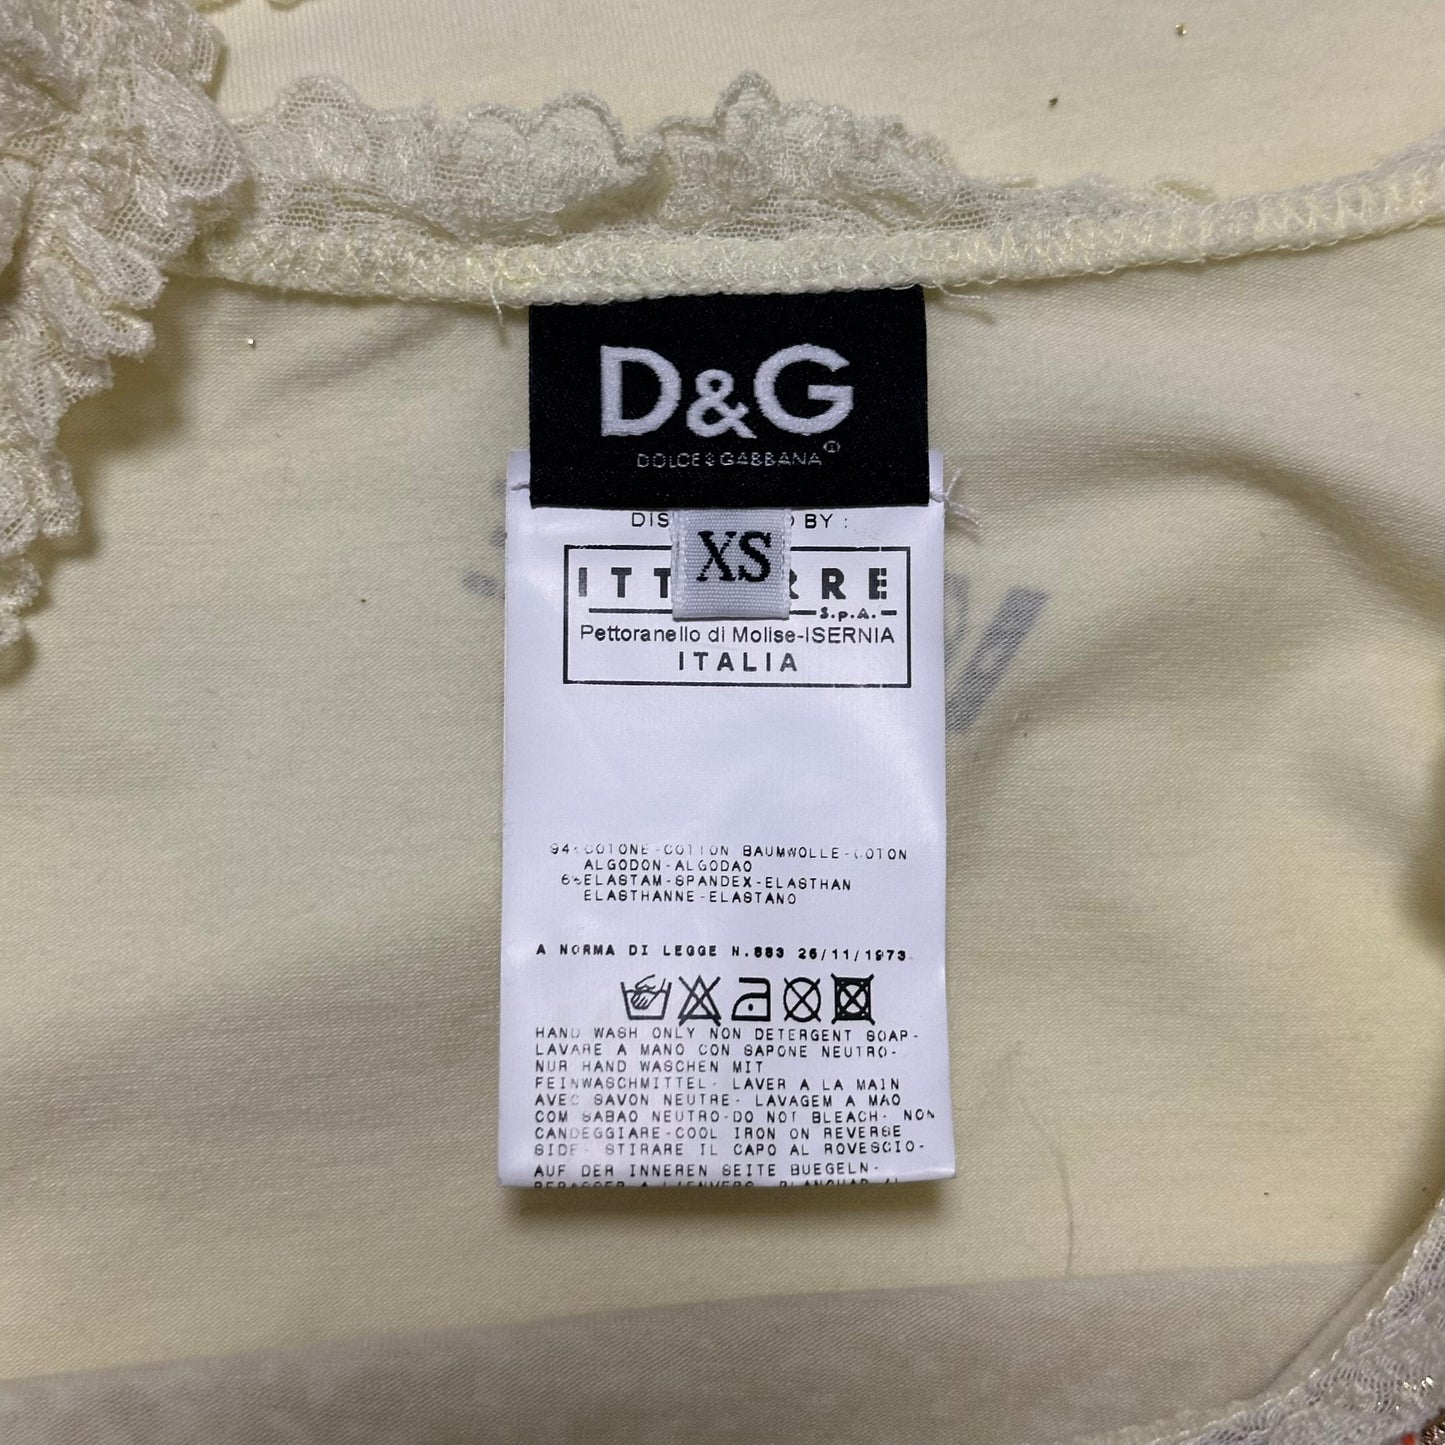 D&G
DOLCE&GABBANA
BY :
XS
S.p.A.
Pettoranello di Molise-ISERNIA
ITALIA
94% COTONE-COTTON BAUMWOLLE-COTON
ALGODON-ALGODAO
6%ELASTAM-SPANDEX-ELASTHAN
ELASTHANNE-ELASTANO
A NORMA DI LEGGE N.883 26/11/1973
HAND WASH ONLY NON DETERGENT SOAP-
LAVARE A MANO CON SAPONE NEUTRO-
NUR HAND WASCHEN MIT
FEINWASCHMITTEL- LAVER A LA MAIN
AVEC SAVON NEUTRE- LAVAGEM A MAO
COM SABAO NEUTRO-DO NOT BLEACH- NON
CANDEGGIARE-COOL IRON ON REVERSE
SIDE- STIRARE IL CAPO AL ROVESCIO-
AUF DER INNEREN SEITE BUEGELN-